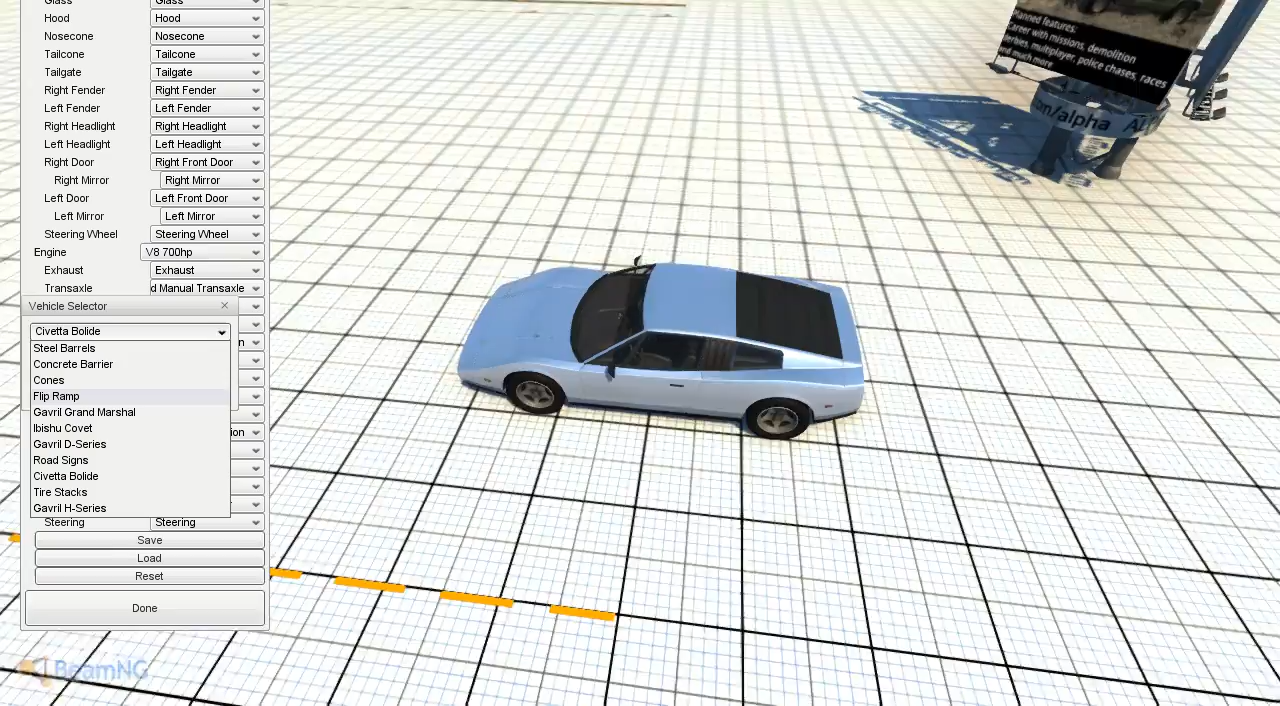 Glass Glass
Hood Hood
Nosecone Nosecone
Tailcone Tailcone
Tailgate Tailgate
Right Fender Right Fender
Left Fender Left Fender
Right Headlight Right Headlight
Left Headlight Left Headlight
Right Door Right Front Door
Right Mirror Right Mirror
Left Door Left Front Door
Left Mirror Left Mirror
Steering Wheel Steering Wheel
Engine V8 700hp
Exhaust Exhaust
d Manual Transaxle
Vehicle Selector
Civetta Bolide
Steel Barrels
Concrete Barrier
Cones
Flip Ramp
Gavril Grand Marshal
Ibishu
Gavril D-Series
Road Signs
Civetta Bolide
Tire Stacks
Gavril H-Series
Steering Steering
Save
Load
Reset
Done
BeamNG
Planned features:
Career with missions, demolition
derbies, multiplayer, police chases, races
and much more
/alpha